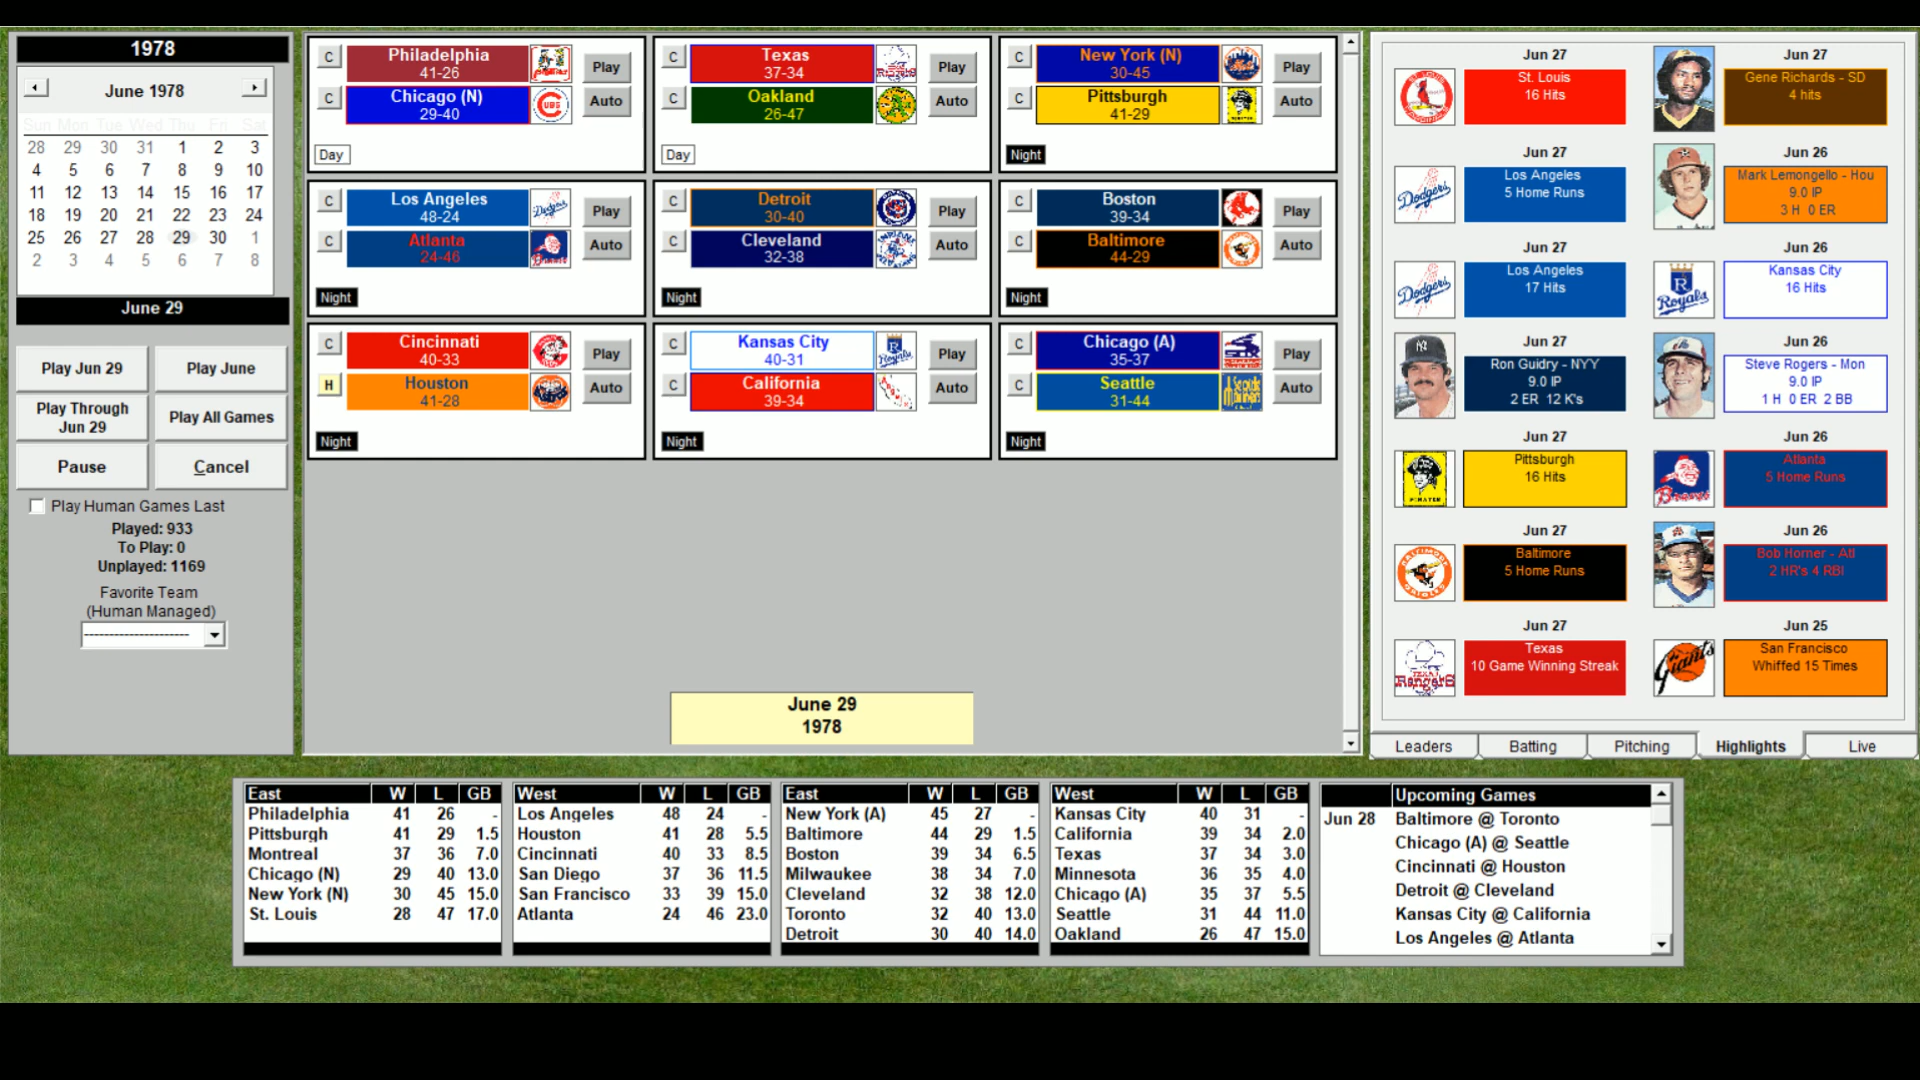 1978
June 1978
Sun Mon Tue Wed Thu Fri Sat
28 29 30 31 1 2 3
4 5 6 7 8 9 10
11 12 13 14 15 16 17
18 19 20 21 22 23 24
25 26 27 28 29 30 1
2 3 4 5 6 7 8
June 29
Play Jun 29
Play June
Play Through
Jun 29
Play All Games
Pause
Cancel
Play Human Games Last
Played: 933
To Play: 0
Unplayed: 1169
Favorite Team
(Human Managed)
---------------------
C Philadelphia Play
41-26
C Chicago (N) Auto
29-40
CUBS
Day
C Texas Play
37-34
C Oakland Auto
26-47
Day
C New York (N) Play
30-45
C Pittsburgh Auto
41-29
Night
C Los Angeles Play
48-24
Dodgers
C Atlanta Auto
24-46
Braves
Night
C Detroit Play
30-40
C Cleveland Auto
32-38
Night
C Boston Play
39-34
C Baltimore Auto
44-29
Night
C Cincinnati Play
40-33
H Houston Auto
41-28
Night
C Kansas City Play
40-31
Royals
C California Auto
39-34
Night
C Chicago (A) Play
35-37
C Seattle Auto
31-44
Night
June 29
1978
Jun 27
St. Louis
16 Hits
Jun 27
Gene Richards - SD
4 hits
Jun 27
Dodgers
Los Angeles
5 Home Runs
Jun 26
Mark Lemongello - Hou
9.0 IP
3 H 0 ER
Jun 27
Dodgers
Los Angeles
17 Hits
Jun 26
R
Royals
Kansas City
16 Hits
Jun 27
Ron Guidry - NYY
9.0 IP
2 ER 12 K's
Jun 26
Steve Rogers - Mon
9.0 IP
1 H 0 ER 2 BB
Jun 27
PIRATES
Pittsburgh
16 Hits
Jun 26
Braves
Atlanta
5 Home Runs
Jun 27
BALTIMORE
ORIOLES
Baltimore
5 Home Runs
Jun 26
Bob Horner - Atl
2 HR's 4 RBI
Jun 27
TEXAS
RangerS
Texas
10 Game Winning Streak
Jun 25
Giants
San Francisco
Whiffed 15 Times
Leaders Batting Pitching Highlights Live
East W L GB
Philadelphia 41 26 -
Pittsburgh 41 29 1.5
Montreal 37 36 7.0
Chicago (N) 29 40 13.0
New York (N) 30 45 15.0
St. Louis 28 47 17.0
West W L GB
Los Angeles 48 24 -
Houston 41 28 5.5
Cincinnati 40 33 8.5
San Diego 37 36 11.5
San Francisco 33 39 15.0
Atlanta 24 46 23.0
East W L GB
New York (A) 45 27 -
Baltimore 44 29 1.5
Boston 39 34 6.5
Milwaukee 38 34 7.0
Cleveland 32 38 12.0
Toronto 32 40 13.0
Detroit 30 40 14.0
West W L GB
Kansas City 40 31 -
California 39 34 2.0
Texas 37 34 3.0
Minnesota 36 35 4.0
Chicago (A) 35 37 5.5
Seattle 31 44 11.0
Oakland 26 47 15.0
Upcoming Games
Jun 28 Baltimore @ Toronto
Chicago (A) @ Seattle
Cincinnati @ Houston
Detroit @ Cleveland
Kansas City @ California
Los Angeles @ Atlanta